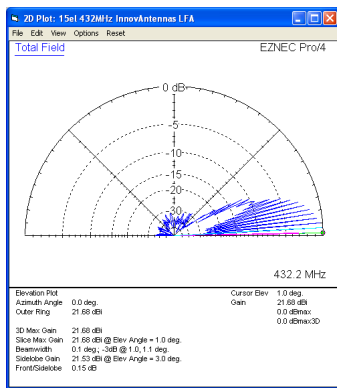 2D Plot: 15el 432MHz InnovAntennas LFA
File Edit View Options Reset
Total Field
EZNEC Pro/4
0 dB
-5
-10
-15
-20
-30
432.2 MHz
Elevation Plot
Cursor Elev 1.0 deg.
Azimuth Angle 0.0 deg.
Gain 21.68 dBi
Outer Ring 21.68 dBi
0.0 dBmax
0.0 dBmax3D
3D Max Gain 21.68 dBi
Slice Max Gain 21.68 dBi @ Elev Angle = 1.0 deg.
Beamwidth 0.1 deg.; -3dB @ 1.0, 1.1 deg.
Sidelobe Gain 21.53 dBi @ Elev Angle = 3.0 deg.
Front/Sidelobe 0.15 dB